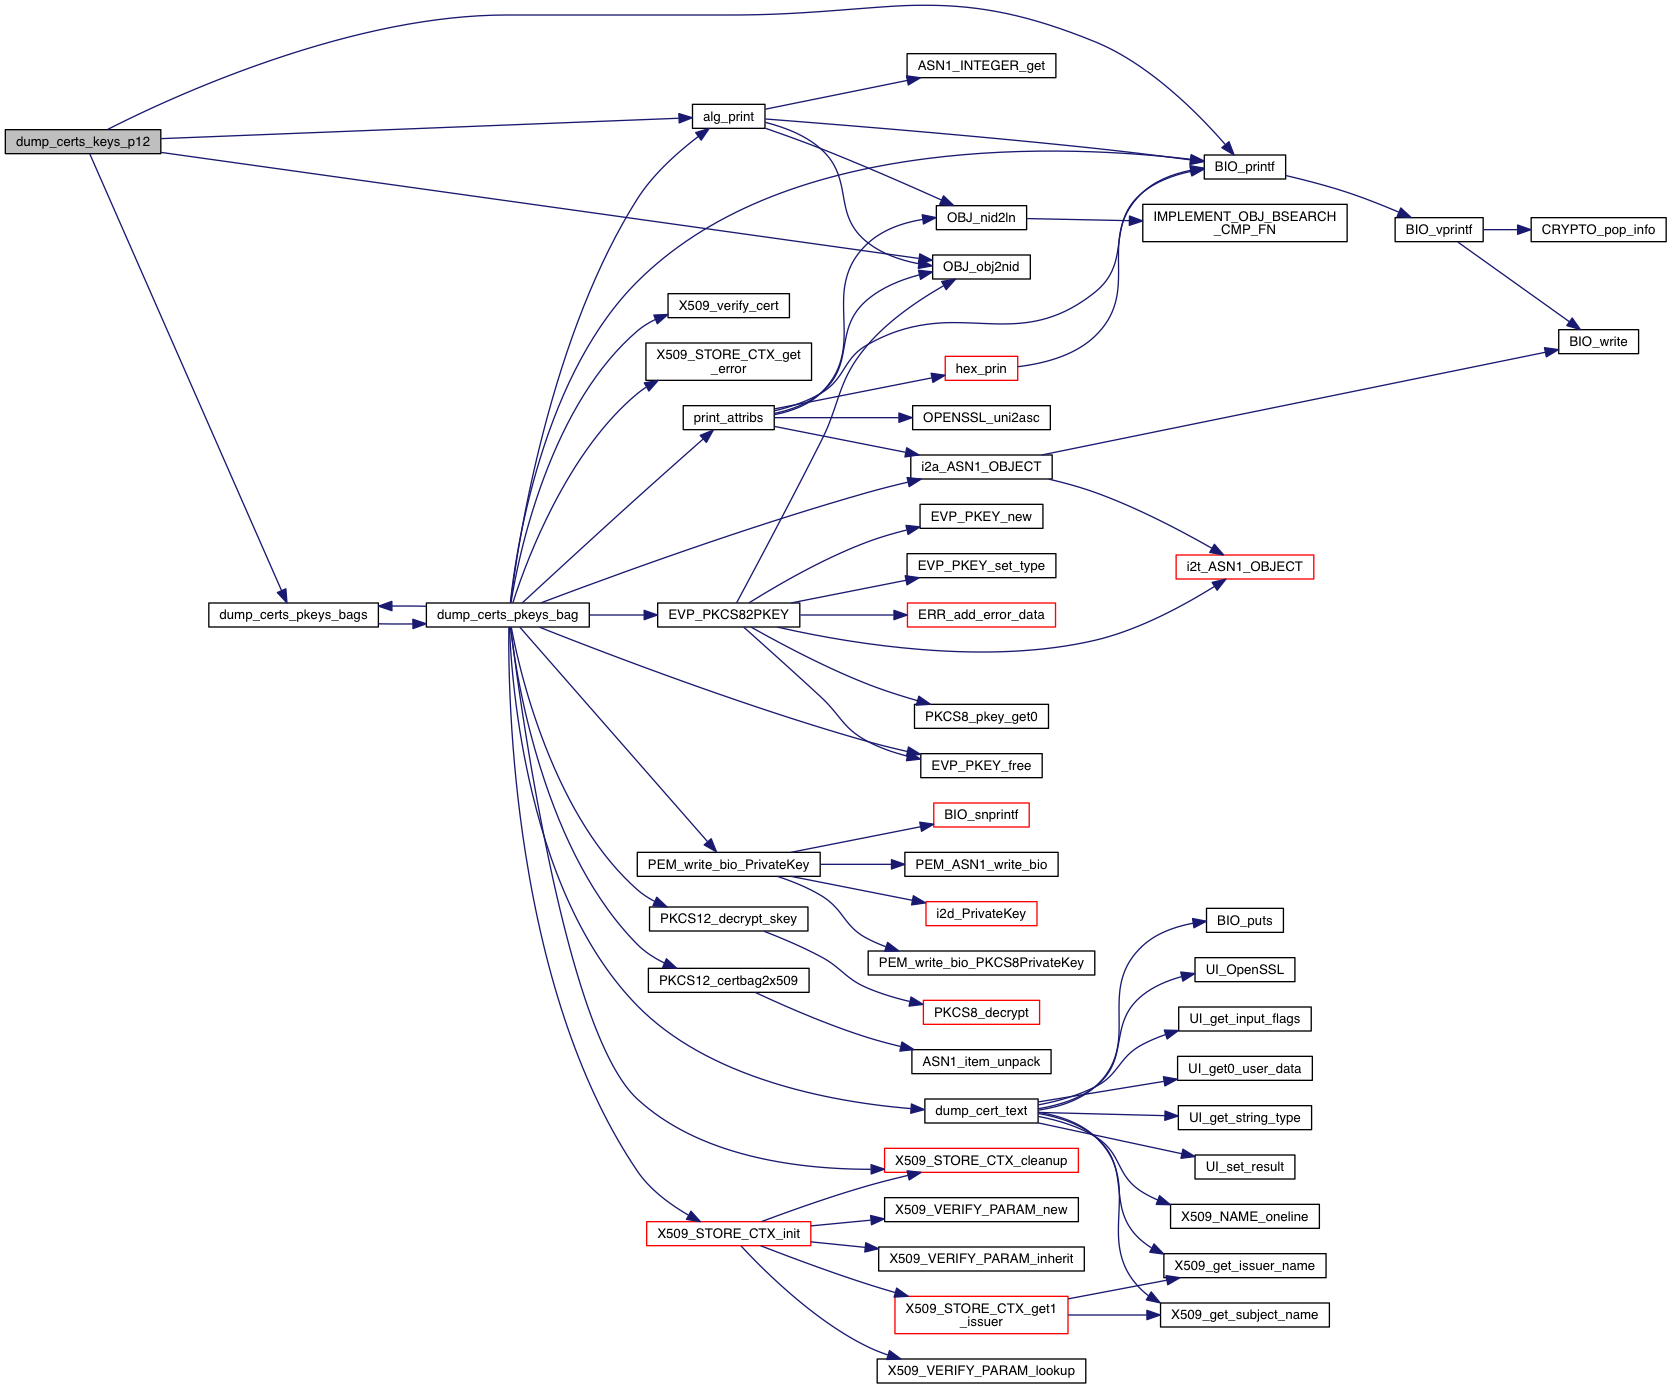 dump_certs_keys_p12
dump_certs_pkeys_bags
dump_certs_pkeys_bag
alg_print
X509_verify_cert
X509_STORE_CTX_get
_error
print_attribs
EVP_PKCS82PKEY
PEM_write_bio_PrivateKey
PKCS12_decrypt_skey
PKCS12_certbag2x509
X509_STORE_CTX_init
ASN1_INTEGER_get
OBJ_nid2ln
OBJ_obj2nid
hex_prin
OPENSSL_uni2asc
i2a_ASN1_OBJECT
EVP_PKEY_new
EVP_PKEY_set_type
ERR_add_error_data
PKCS8_pkey_get0
EVP_PKEY_free
BIO_snprintf
PEM_ASN1_write_bio
i2d_PrivateKey
PEM_write_bio_PKCS8PrivateKey
PKCS8_decrypt
ASN1_item_unpack
dump_cert_text
X509_STORE_CTX_cleanup
X509_VERIFY_PARAM_new
X509_VERIFY_PARAM_inherit
X509_STORE_CTX_get1
_issuer
X509_VERIFY_PARAM_lookup
BIO_printf
IMPLEMENT_OBJ_BSEARCH
_CMP_FN
i2t_ASN1_OBJECT
BIO_puts
UI_OpenSSL
UI_get_input_flags
UI_get0_user_data
UI_get_string_type
UI_set_result
X509_NAME_oneline
X509_get_issuer_name
X509_get_subject_name
BIO_vprintf
CRYPTO_pop_info
BIO_write